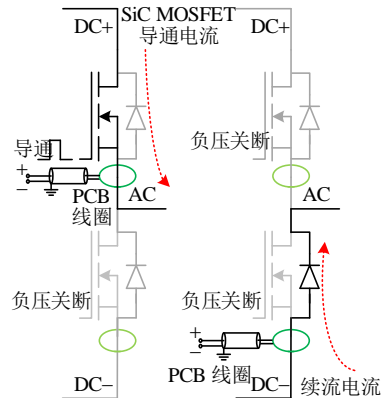 SiC MOSFET
导通电流
DC+
DC+
导通
+
−
PCB
线圈
AC
负压关断
AC
负压关断
负压关断
+
−
PCB 线圈
DC−
DC−
续流电流